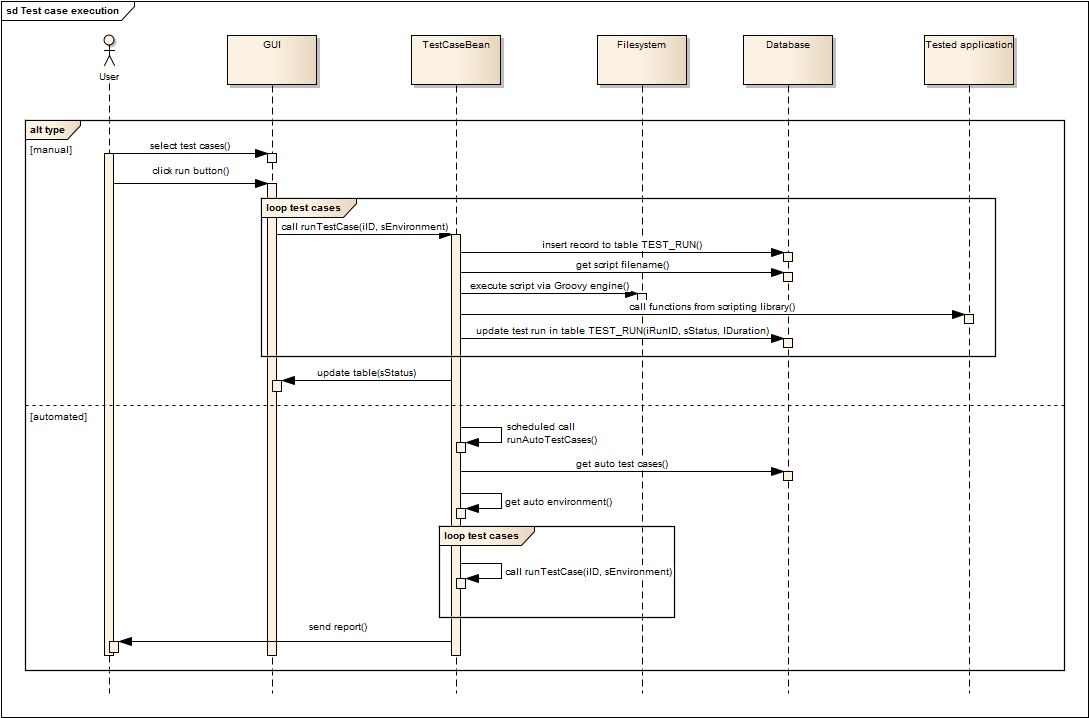 sd Test case execution
User
GUI
TestCaseBean
Filesystem
Database
Tested application
alt type
[manual]
select test cases()
click run button()
loop test cases
call runTestCase(iID, sEnvironment)
insert record to table TEST_RUN()
get script filename()
execute script via Groovy engine()
call functions from scripting library()
update test run in table TEST_RUN(iRunID, sStatus, lDuration)
update table(sStatus)
[automated]
scheduled call
runAutoTestCases()
get auto test cases()
get auto environment()
loop test cases
call runTestCase(iID, sEnvironment)
send report()